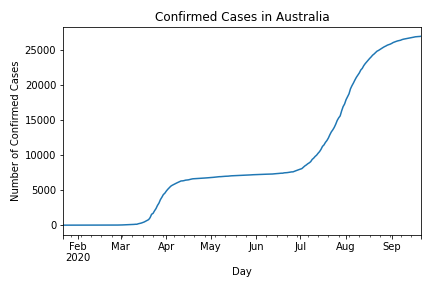 Confirmed Cases in Australia
Number of Confirmed Cases
25000
20000
15000
10000
5000
0
Feb Mar Apr May Jun Jul Aug Sep
2020
Day